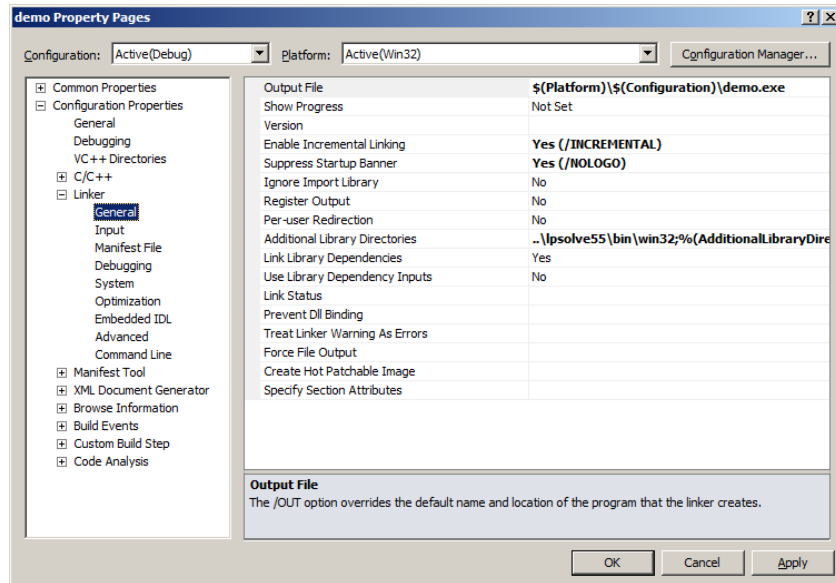 demo Property Pages
Configuration: Active(Debug) Platform: Active(Win32) Configuration Manager...
Common Properties
Configuration Properties
General
Debugging
VC++ Directories
C/C++
Linker
General
Input
Manifest File
Debugging
System
Optimization
Embedded IDL
Advanced
Command Line
Manifest Tool
XML Document Generator
Browse Information
Build Events
Custom Build Step
Code Analysis
Output File $(Platform)\$(Configuration)\demo.exe
Show Progress Not Set
Version
Enable Incremental Linking Yes (/INCREMENTAL)
Suppress Startup Banner Yes (/NOLOGO)
Ignore Import Library No
Register Output No
Per-user Redirection No
Additional Library Directories ..\lpsolve55\bin\win32;%(AdditionalLibraryDire
Link Library Dependencies Yes
Use Library Dependency Inputs No
Link Status
Prevent Dll Binding
Treat Linker Warning As Errors
Force File Output
Create Hot Patchable Image
Specify Section Attributes
Output File
The /OUT option overrides the default name and location of the program that the linker creates.
OK Cancel Apply